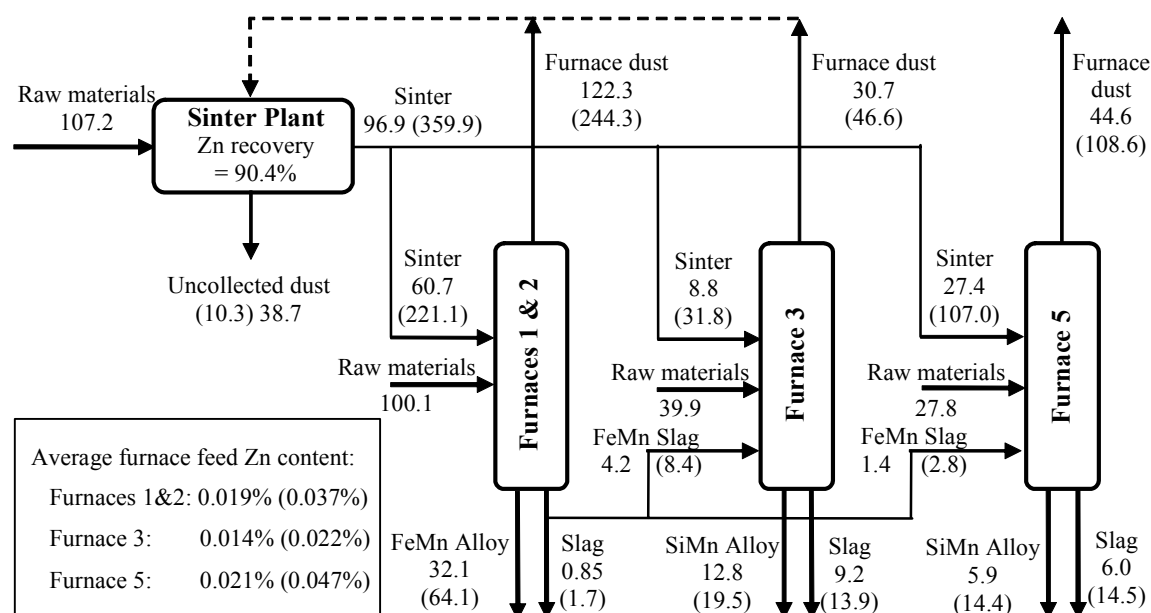 Raw materials
107.2
Sinter Plant
Zn recovery
= 90.4%
Uncollected dust
(10.3) 38.7
Sinter
96.9 (359.9)
Furnace dust
122.3
(244.3)
Furnace dust
30.7
(46.6)
Furnace
dust
44.6
(108.6)
Sinter
60.7
(221.1)
Raw materials
100.1
Furnaces 1 & 2
Sinter
8.8
(31.8)
Raw materials
39.9
FeMn Slag
4.2 (8.4)
Furnace 3
Sinter
27.4
(107.0)
Raw materials
27.8
FeMn Slag
1.4 (2.8)
Furnace 5
FeMn Alloy
32.1
(64.1)
Slag
0.85
(1.7)
SiMn Alloy
12.8
(19.5)
Slag
9.2
(13.9)
SiMn Alloy
5.9
(14.4)
Slag
6.0
(14.5)
Average furnace feed Zn content:
Furnaces 1&2: 0.019% (0.037%)
Furnace 3: 0.014% (0.022%)
Furnace 5: 0.021% (0.047%)